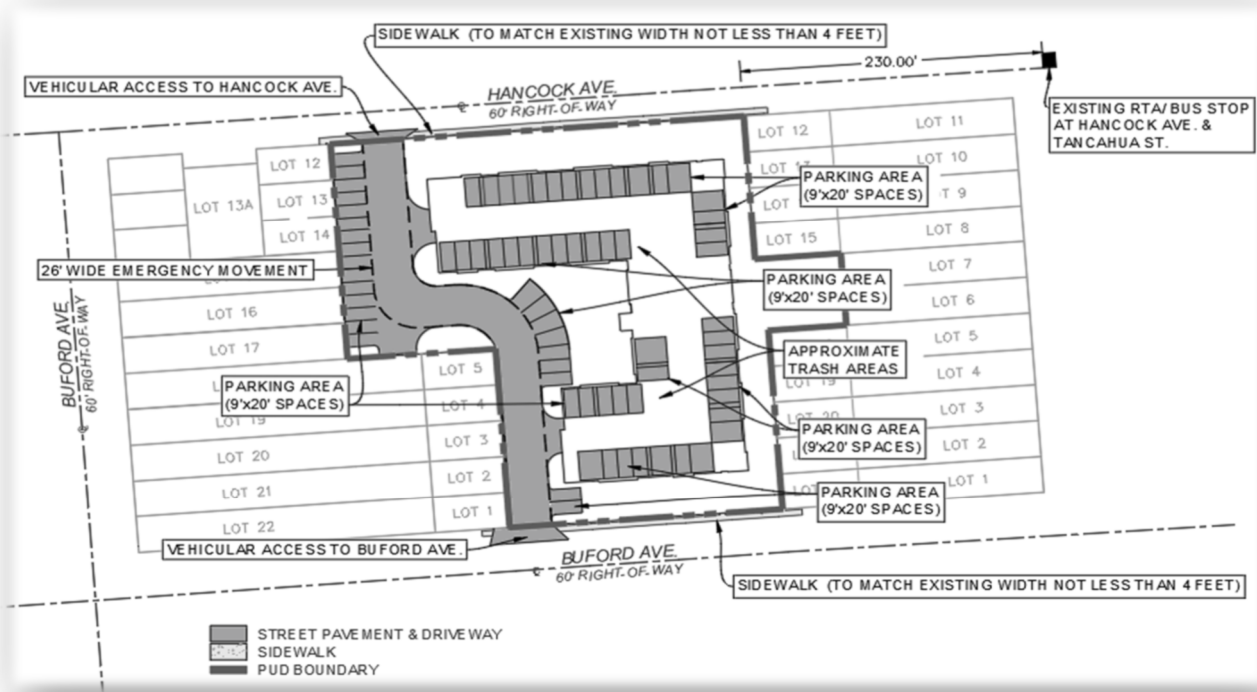 SIDEWALK (TO MATCH EXISTING WIDTH NOT LESS THAN 4 FEET)
230.00'
VEHICULAR ACCESS TO HANCOCK AVE.
HANCOCK AVE.
60' RIGHT-OF-WAY
EXISTING RTA/BUS STOP
AT HANCOCK AVE. &
TANCAHUA ST.
LOT 12
LOT 13A
LOT 13
LOT 14
LOT 12
LOT 11
LOT 10
PARKING AREA
(9'x20' SPACES)
LOT 15
LOT 8
26' WIDE EMERGENCY MOVEMENT
LOT 16
LOT 17
PARKING AREA
(9'x20' SPACES)
LOT 7
LOT 6
LOT 5
APPROXIMATE
TRASH AREAS
BUFORD AVE.
60' RIGHT-OF-WAY
PARKING AREA
(9'x20' SPACES)
LOT 5
LOT 4
LOT 4
LOT 19
LOT 20
LOT 3
PARKING AREA
(9'x20' SPACES)
LOT 3
LOT 2
LOT 21
LOT 2
PARKING AREA
(9'x20' SPACES)
LOT 1
LOT 22
LOT 1
VEHICULAR ACCESS TO BUFORD AVE.
BUFORD AVE.
60' RIGHT-OF-WAY
SIDEWALK (TO MATCH EXISTING WIDTH NOT LESS THAN 4 FEET)
STREET PAVEMENT & DRIVEWAY
SIDEWALK
PUD BOUNDARY